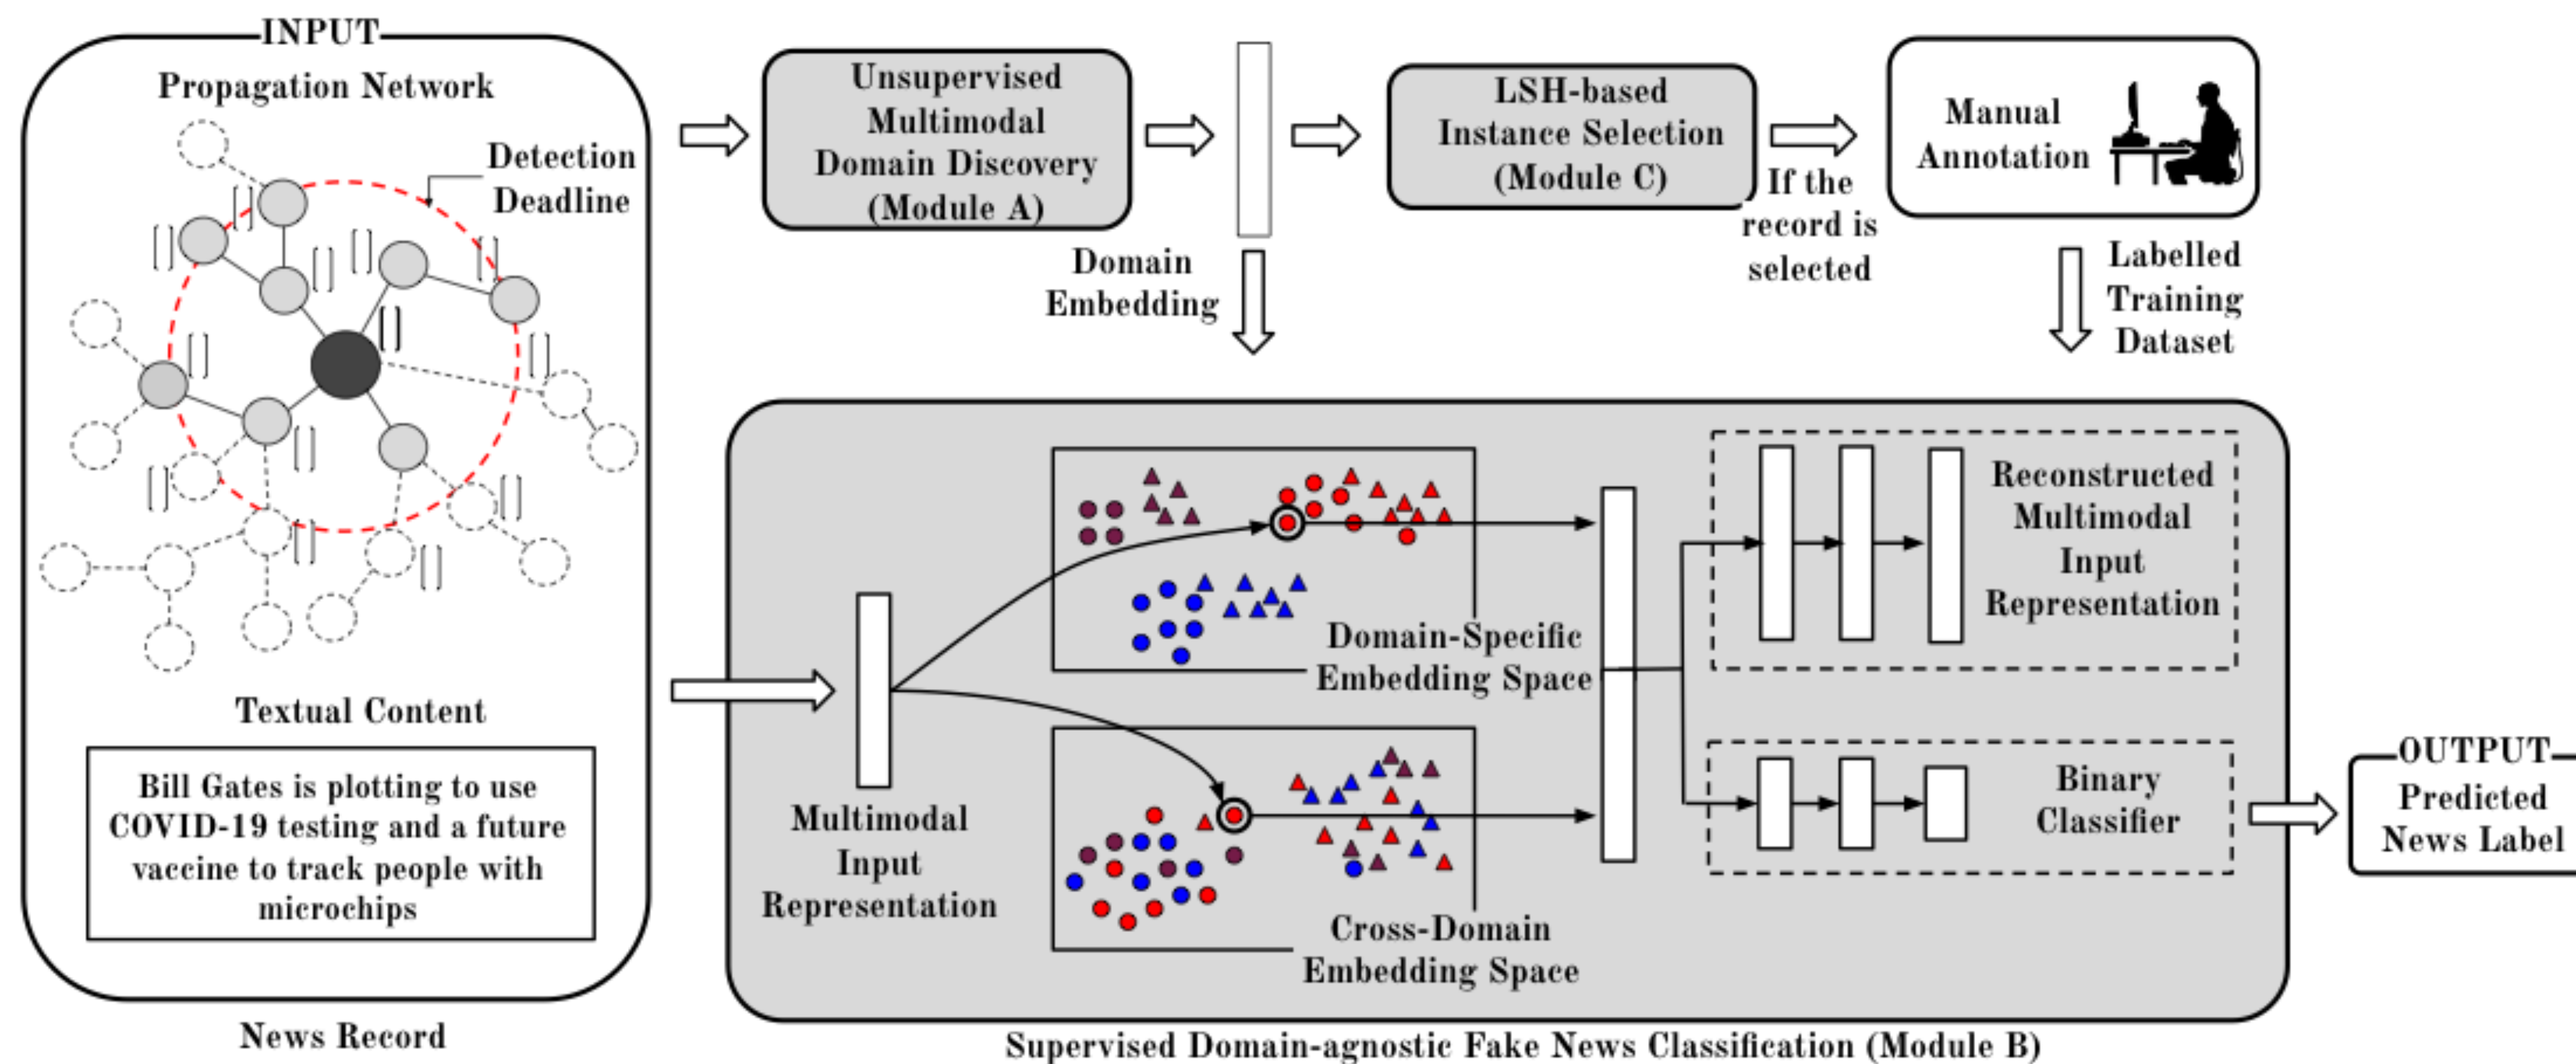 INPUT
Propagation Network
Detection
Deadline
Textual Content
Bill Gates is plotting to use
COVID-19 testing and a future
vaccine to track people with
microchips
News Record
Unsupervised
Multimodal
Domain Discovery
(Module A)
Domain
Embedding
LSH-based
Instance Selection
(Module C)
If the
record is
selected
Manual
Annotation
Labelled
Training
Dataset
Multimodal
Input
Representation
Domain-Specific
Embedding Space
Cross-Domain
Embedding Space
Reconstructed
Multimodal
Input
Representation
Binary
Classifier
OUTPUT
Predicted
News Label
Supervised Domain-agnostic Fake News Classification (Module B)